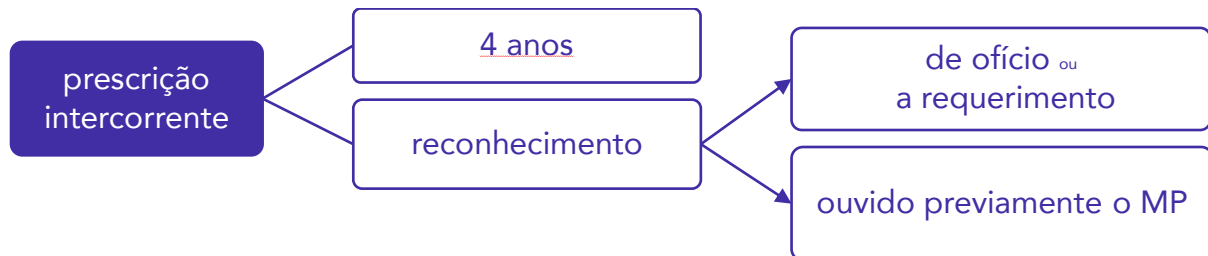 prescrição
intercorrente
4 anos
reconhecimento
de ofício ou
a requerimento
ouvido previamente o MP